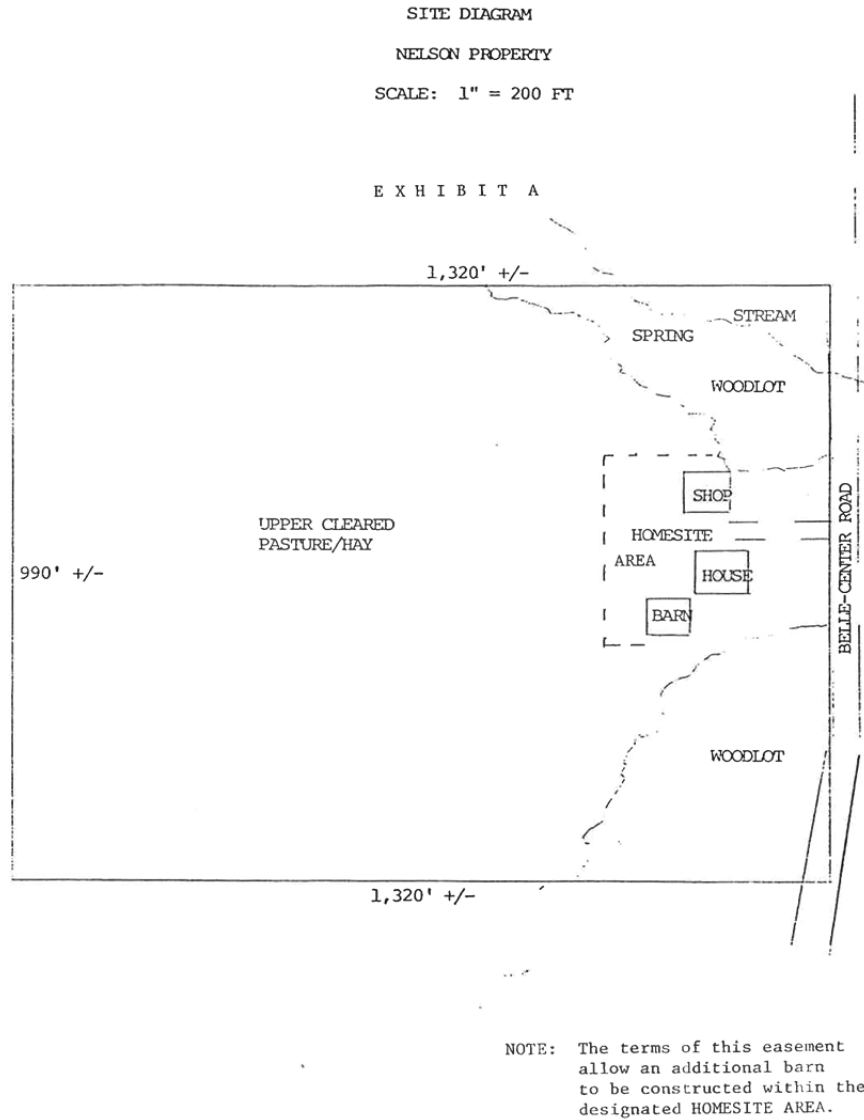 SITE DIAGRAM
NELSON PROPERTY
SCALE: 1" = 200 FT
E X H I B I T A
1,320' +/-
STREAM
SPRING
WOODLOT
SHOP
UPPER CLEARED
PASTURE/HAY
HOMESITE
AREA
HOUSE
BARN
990' +/-
BELLE-CENTER ROAD
WOODLOT
1,320' +/-
NOTE: The terms of this easement
allow an additional barn
to be constructed within the
designated HOMESITE AREA.